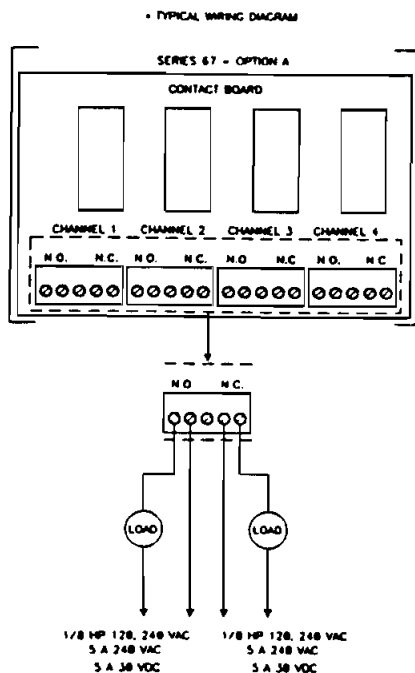 • TYPICAL WIRING DIAGRAM
SERIES 67 - OPTION A
CONTACT BOARD
CHANNEL 1 CHANNEL 2 CHANNEL 3 CHANNEL 4
N O. N.C. N O. N C. N O N.C N O. N C
N O N C.
LOAD LOAD
1/8 HP 120, 240 VAC 1/8 HP 120, 240 VAC
5 A 240 VAC 5 A 240 VAC
5 A 30 VDC 5 A 30 VDC